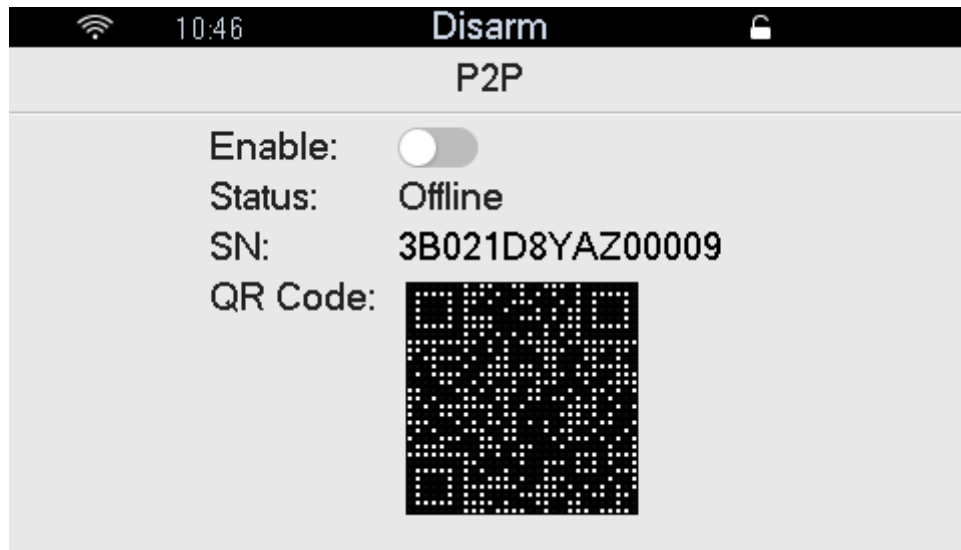 10:46 Disarm
P2P
Enable:
Status: Offline
SN: 3B021D8YAZ00009
QR Code: